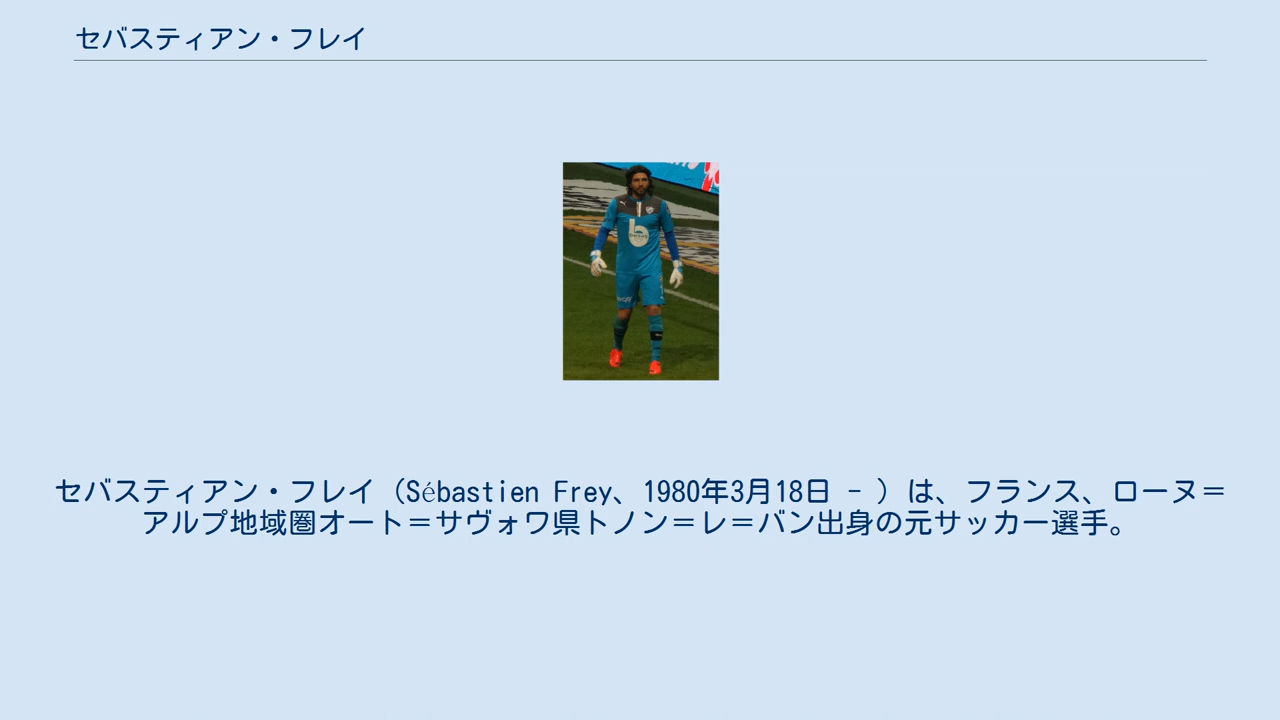 セバスティアン・フレイ
セバスティアン・フレイ（Sébastien Frey、1980年3月18日 - ）は、フランス、ローヌ＝
アルプ地域圏オート＝サヴォワ県トノン＝レ＝バン出身の元サッカー選手。